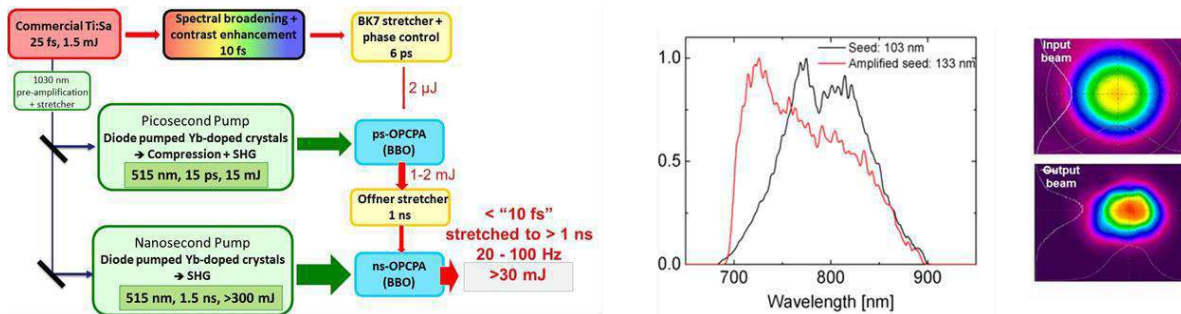 Commercial Ti:Sa
25 fs, 1.5 mJ
Spectral broadening +
contrast enhancement
10 fs
BK7 stretcher +
phase control
6 ps
1030 nm
pre-amplification
+ stretcher
2 µJ
Picosecond Pump
Diode pumped Yb-doped crystals
→ Compression + SHG
515 nm, 15 ps, 15 mJ
ps-OPCPA
(BBO)
1-2 mJ
Offner stretcher
1 ns
Nanosecond Pump
Diode pumped Yb-doped crystals
→ SHG
515 nm, 1.5 ns, >300 mJ
ns-OPCPA
(BBO)
< “10 fs”
stretched to > 1 ns
20 - 100 Hz
>30 mJ
1.0
0.5
0.0
700
800
900
Wavelength [nm]
Seed: 103 nm
Amplified seed: 133 nm
Input
beam
Output
beam